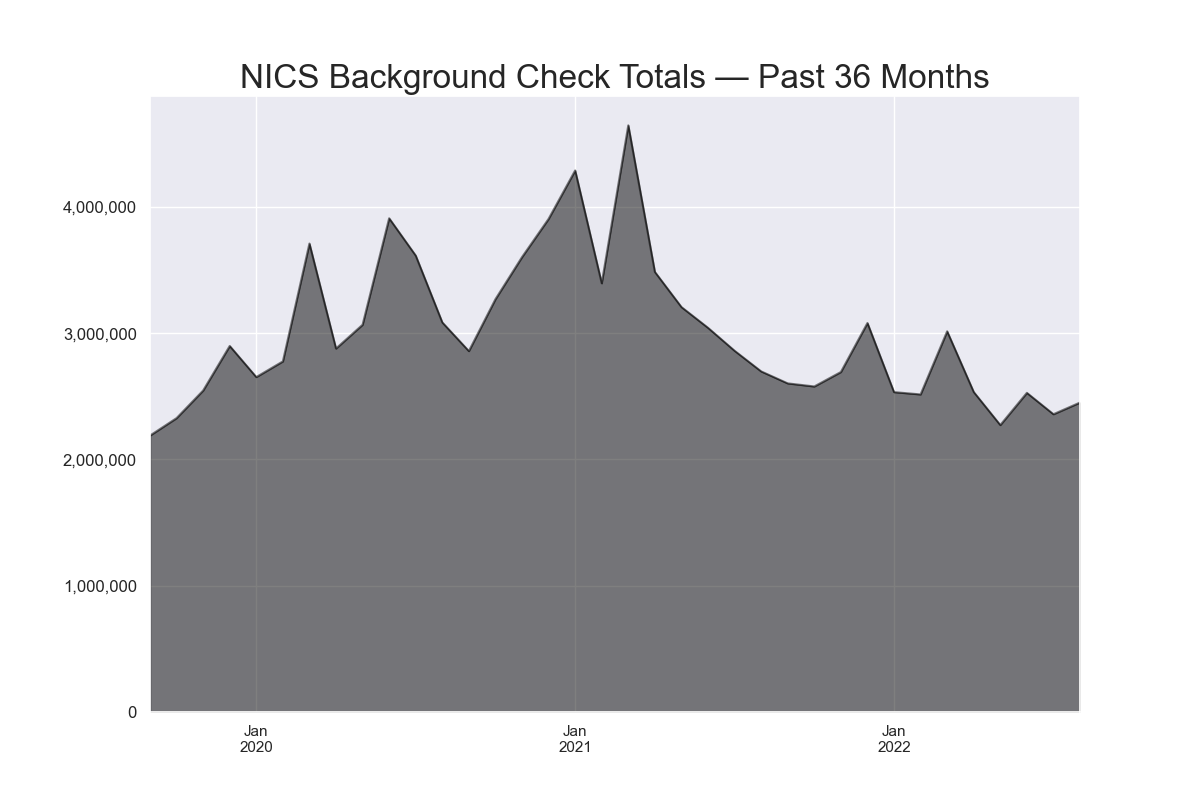 NICS Background Check Totals — Past 36 Months
4,000,000
3,000,000
2,000,000
1,000,000
0
Jan
2020
Jan
2021
Jan
2022